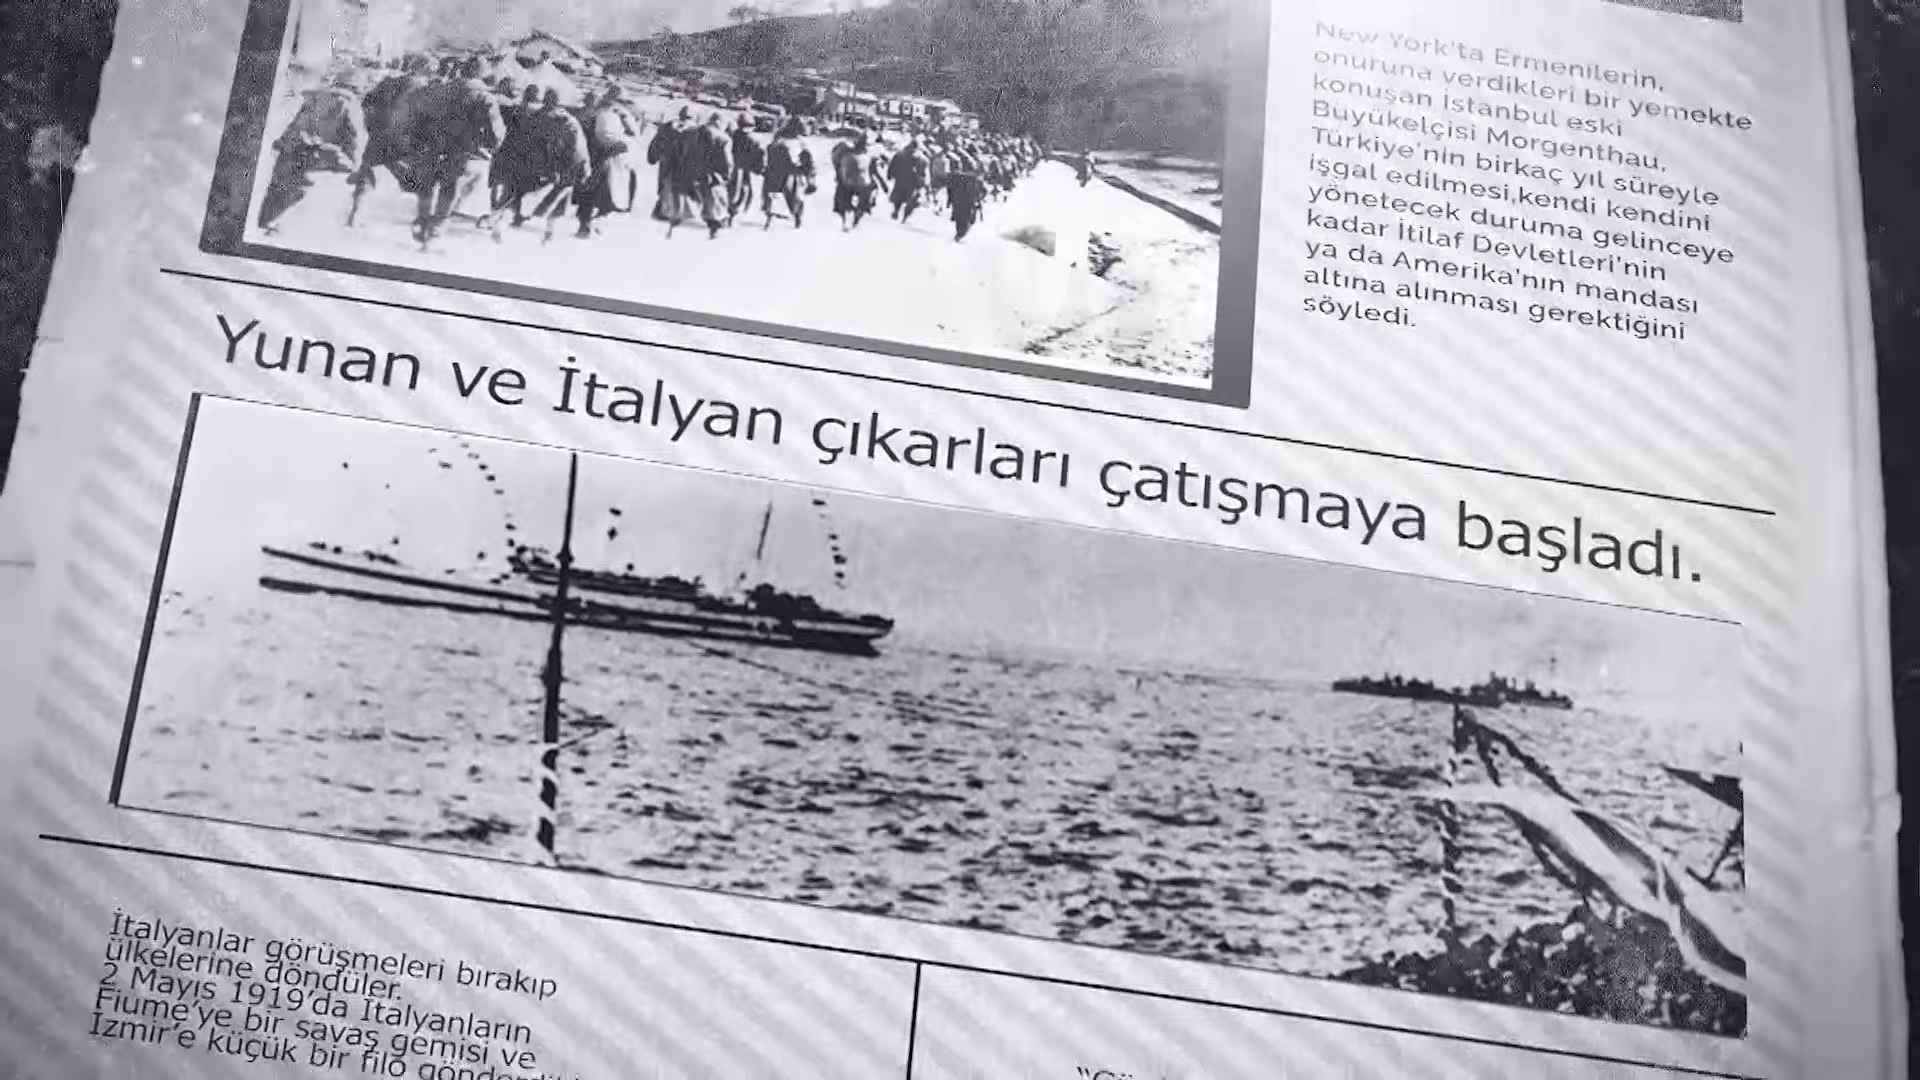 New York'ta Ermenilerin,
onuruna verdikleri bir yemekte
konuşan İstanbul eski
Büyükelçisi Morgenthau,
Türkiye'nin birkaç yıl süreyle
işgal edilmesi,kendi kendini
yönetecek duruma gelinceye
kadar İtilaf Devletleri'nin
ya da Amerika'nın mandası
altına alınması gerektiğini
söyledi.
Yunan ve İtalyan çıkarları çatışmaya başladı.
İtalyanlar görüşmeleri bırakıp
ülkelerine döndüler.
2 Mayıs 1919'da İtalyanların
Fiume'ye bir savaş gemisi ve
İzmir'e küçük bir filo